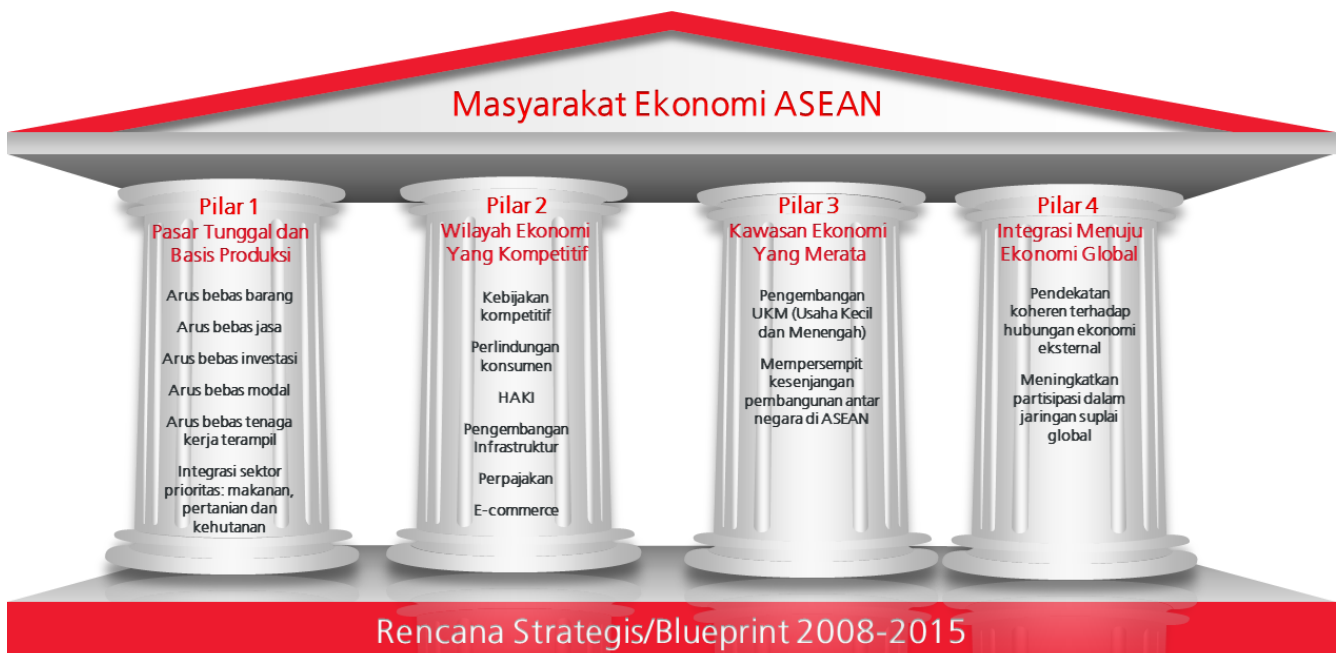 Masyarakat Ekonomi ASEAN
Pilar 1
Pasar Tunggal dan
Basis Produksi
Arus bebas barang
Arus bebas jasa
Arus bebas investasi
Arus bebas modal
Arus bebas tenaga
kerja terampil
Integrasi sektor
prioritas: makanan,
pertanian dan
kehutanan
Pilar 2
Wilayah Ekonomi
Yang Kompetitif
Kebijakan
kompetitif
Perlindungan
konsumen
HAKI
Pengembangan
Infrastruktur
Perpajakan
E-commerce
Pilar 3
Kawasan Ekonomi
Yang Merata
Pengembangan
UKM (Usaha Kecil
dan Menengah)
Mempersempit
kesenjangan
pembangunan antar
negara di ASEAN
Pilar 4
Integrasi Menuju
Ekonomi Global
Pendekatan
koheren terhadap
hubungan ekonomi
eksternal
Meningkatkan
partisipasi dalam
jaringan suplai
global
Rencana Strategis/Blueprint 2008-2015